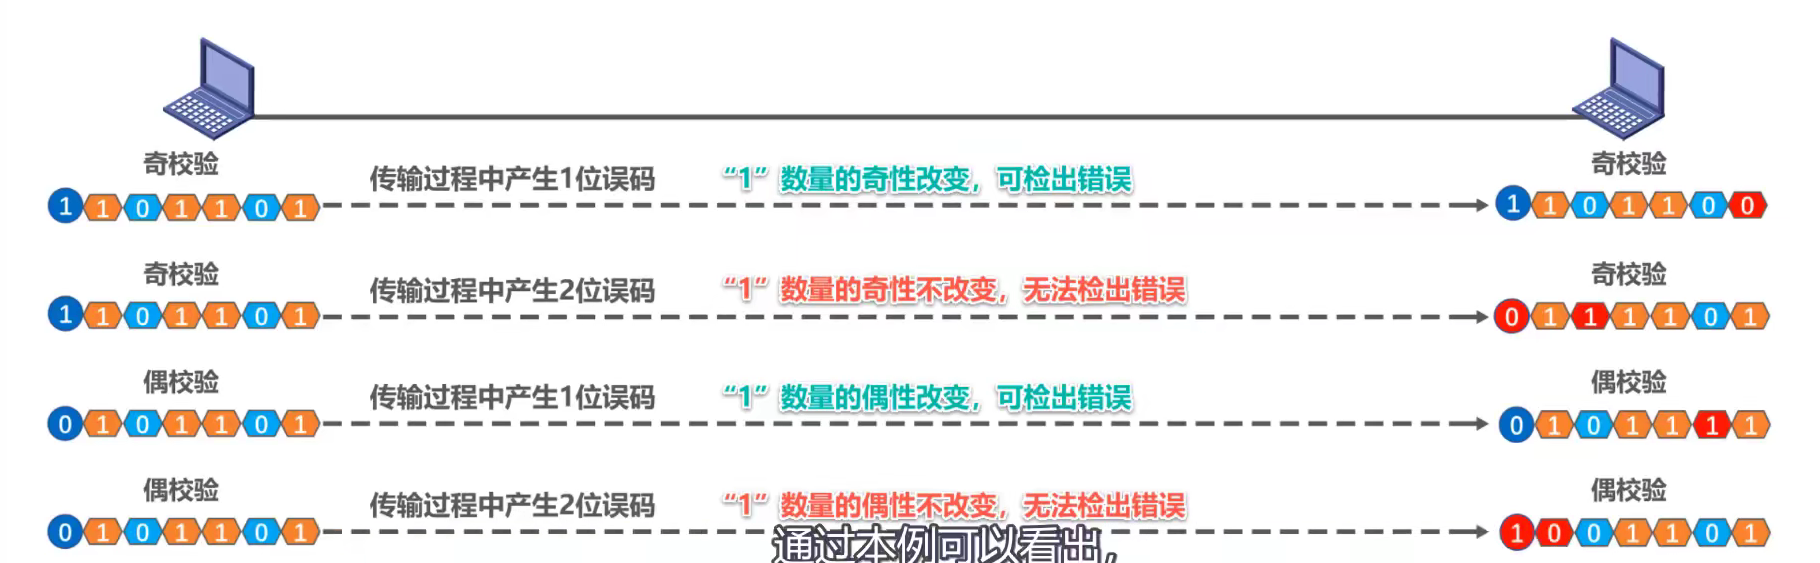 奇校验
奇校验
传输过程中产生1位误码 “1”数量的奇性改变，可检出错误
1 1 0 1 1 0 1
1 1 0 1 1 0 0
奇校验
奇校验
传输过程中产生2位误码 “1”数量的奇性不改变，无法检出错误
1 1 0 1 1 0 1
0 1 1 1 1 0 1
偶校验
偶校验
传输过程中产生1位误码 “1”数量的偶性改变，可检出错误
0 1 0 1 1 0 1
0 1 0 1 1 1 1
偶校验
偶校验
传输过程中产生2位误码 “1”数量的偶性不改变，无法检出错误
0 1 0 1 1 0 1
1 0 0 1 1 0 1
通过本例可以看出，